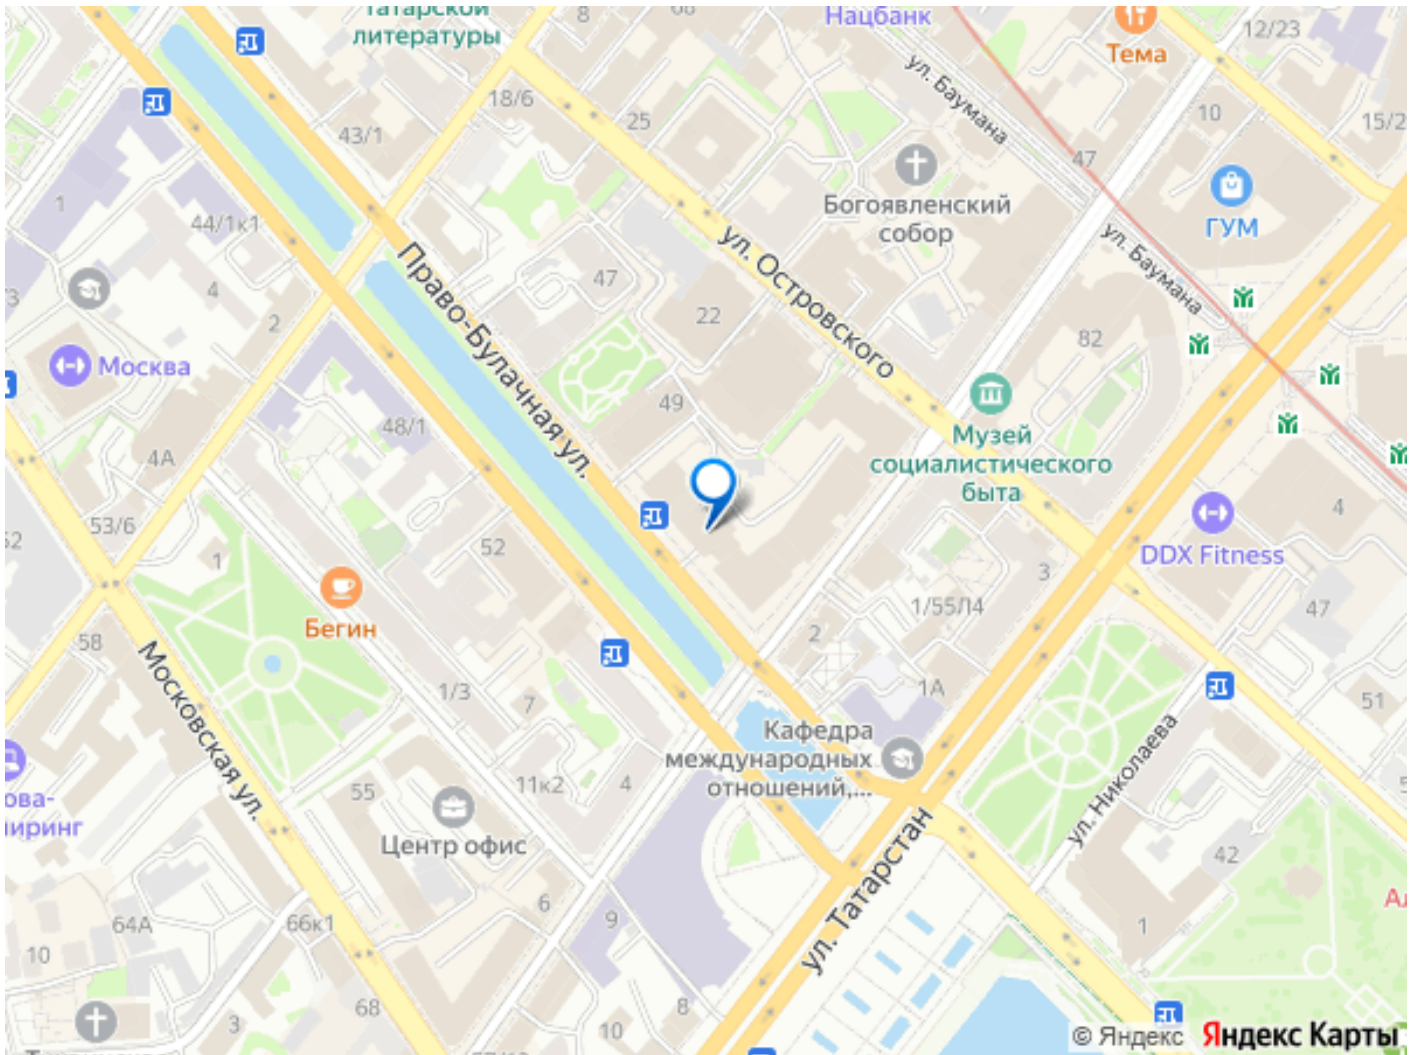 татарской
литературы
8
68
Нацбанк
Тема
12/23
18/6
25
43/1
ул. Баумана
10
15/2
47
1
44/1к1
Богоявленский
собор
ГУМ
4
2
47
22
Право-Булачная ул.
ул. Островского
ул. Баумана
82
Москва
49
48/1
Музей
социалистического
быта
4А
53/6
52
1
52
4
DDX Fitness
3
1/55/14
47
Бегин
58
2
1А
51
Московская ул.
1/3
7
Кафедра
международных
отношений,...
ул. Николаева
ова-
55
11к2
4
Центр офис
ул. Татарстан
42
64А
66к1
6
9
1
10
68
3
8
10
© Яндекс
Яндекс Карты